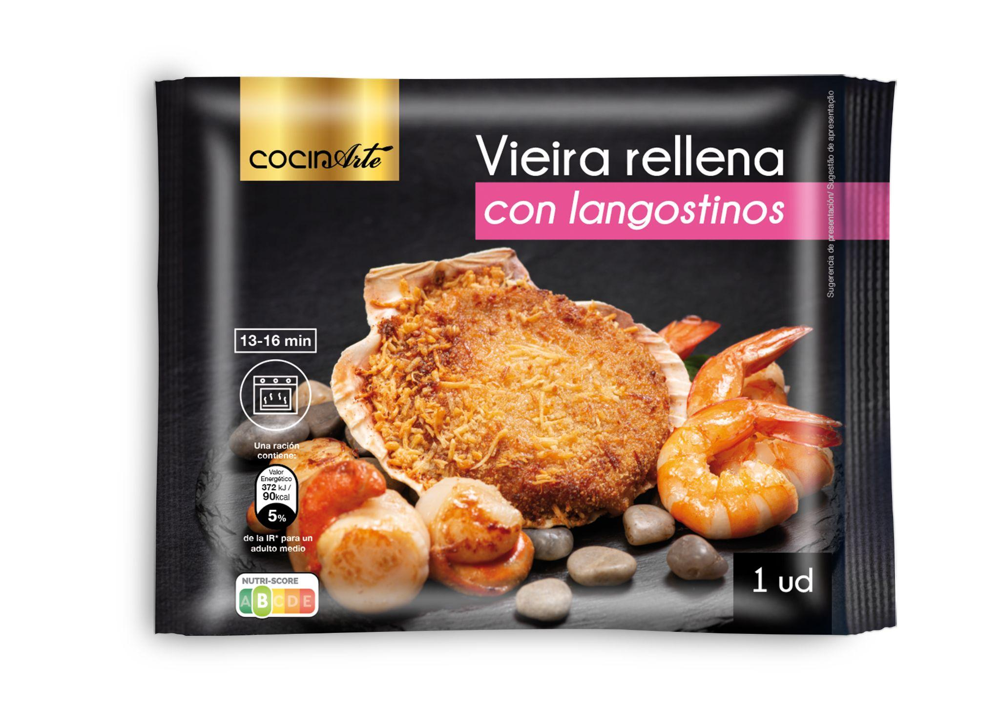 cocinArte
Vieira rellena
con langostinos
Sugerencia de presentación/ Sugestão de apresentação
13-16 min
Una ración
contiene:
Valor
Energético
372 kJ /
90kcal
5%
de la IR* para un
adulto medio
NUTRI-SCORE
A B C D E
1 ud